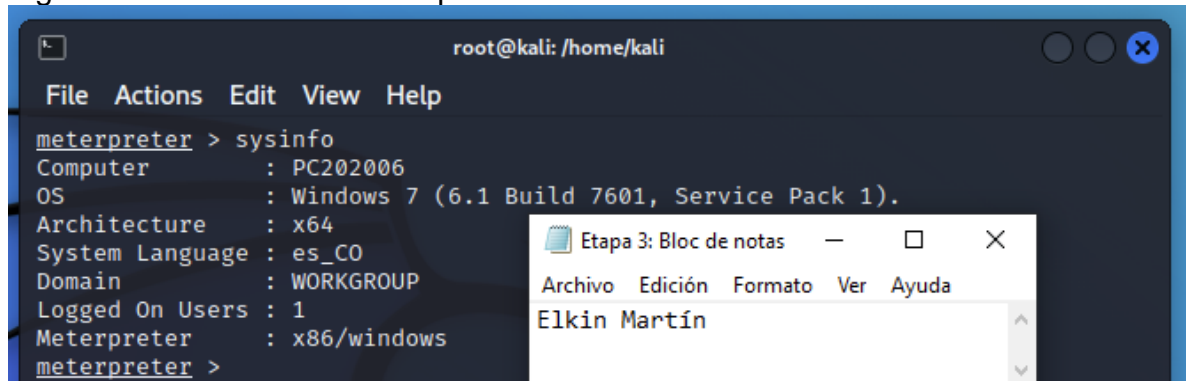 root@kali: /home/kali
File Actions Edit View Help
meterpreter > sysinfo
Computer : PC202006
OS : Windows 7 (6.1 Build 7601, Service Pack 1).
Architecture : x64
System Language : es_CO
Domain : WORKGROUP
Logged On Users : 1
Meterpreter : x86/windows
meterpreter >
Etapa 3: Bloc de notas
Archivo Edición Formato Ver Ayuda
Elkin Martín